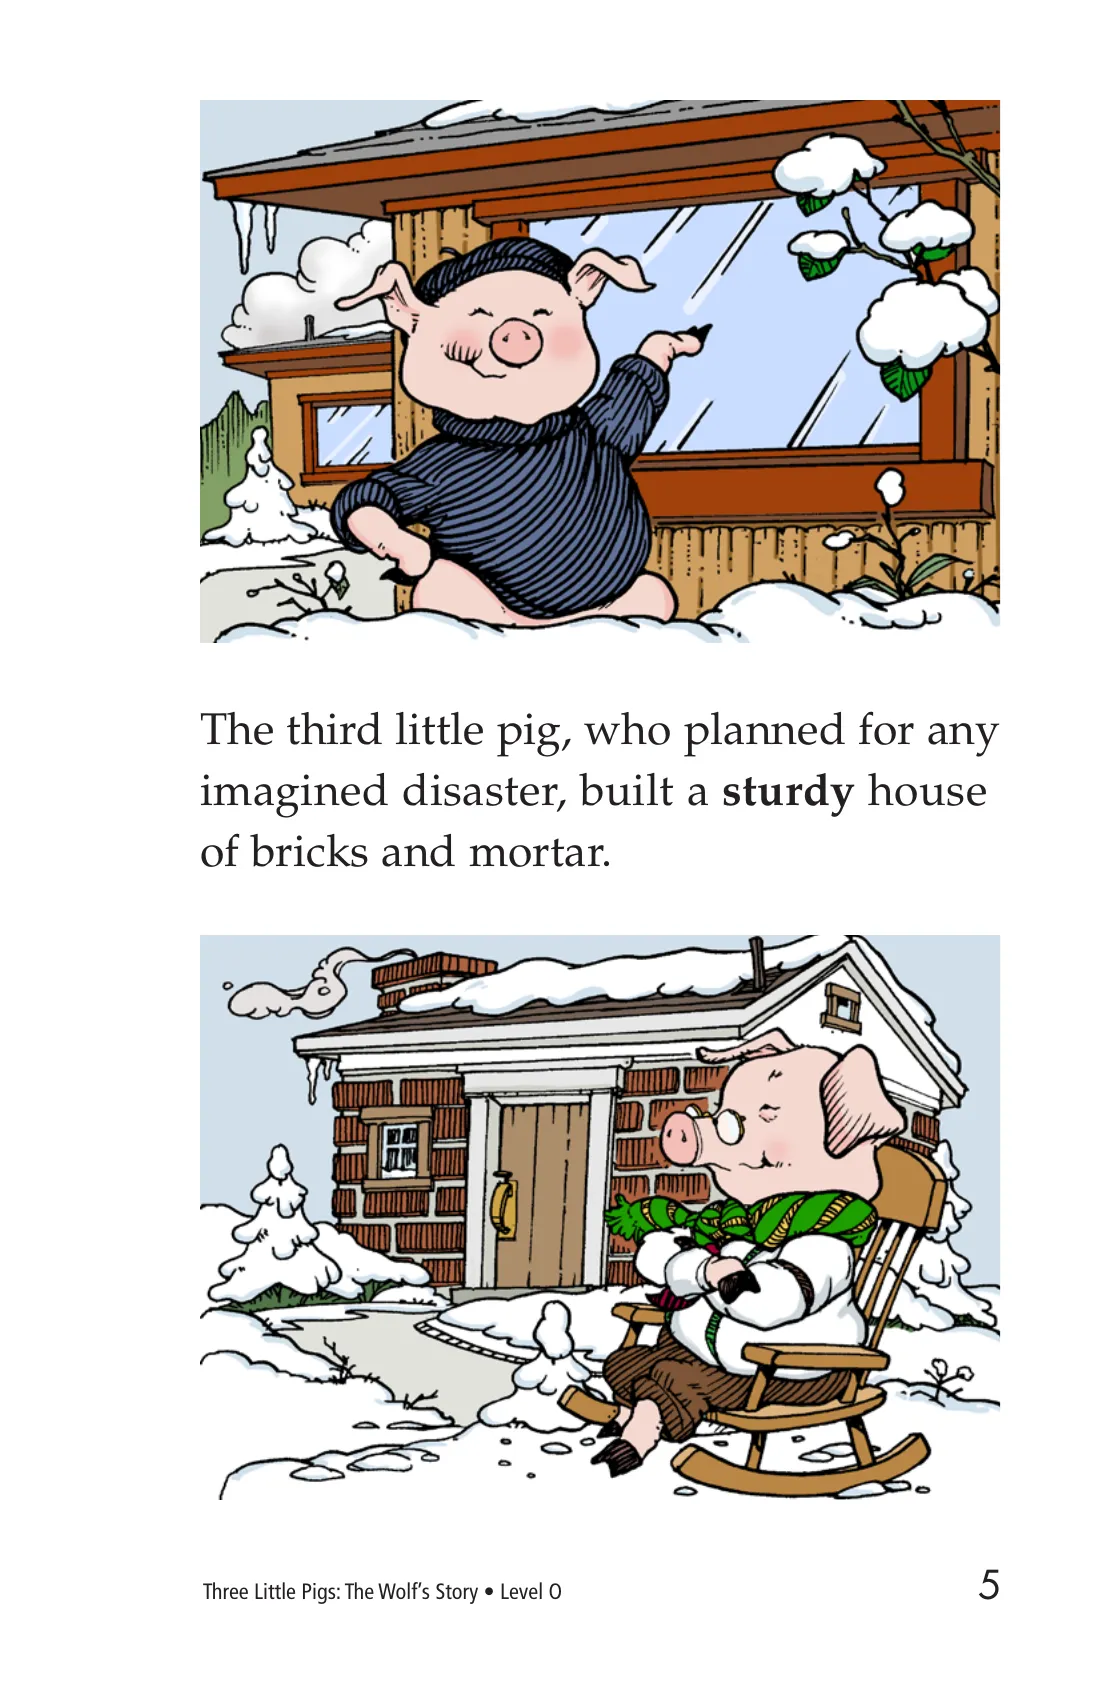 The third little pig, who planned for any
imagined disaster, built a sturdy house
of bricks and mortar.
Three Little Pigs: The Wolf's Story • Level O
5